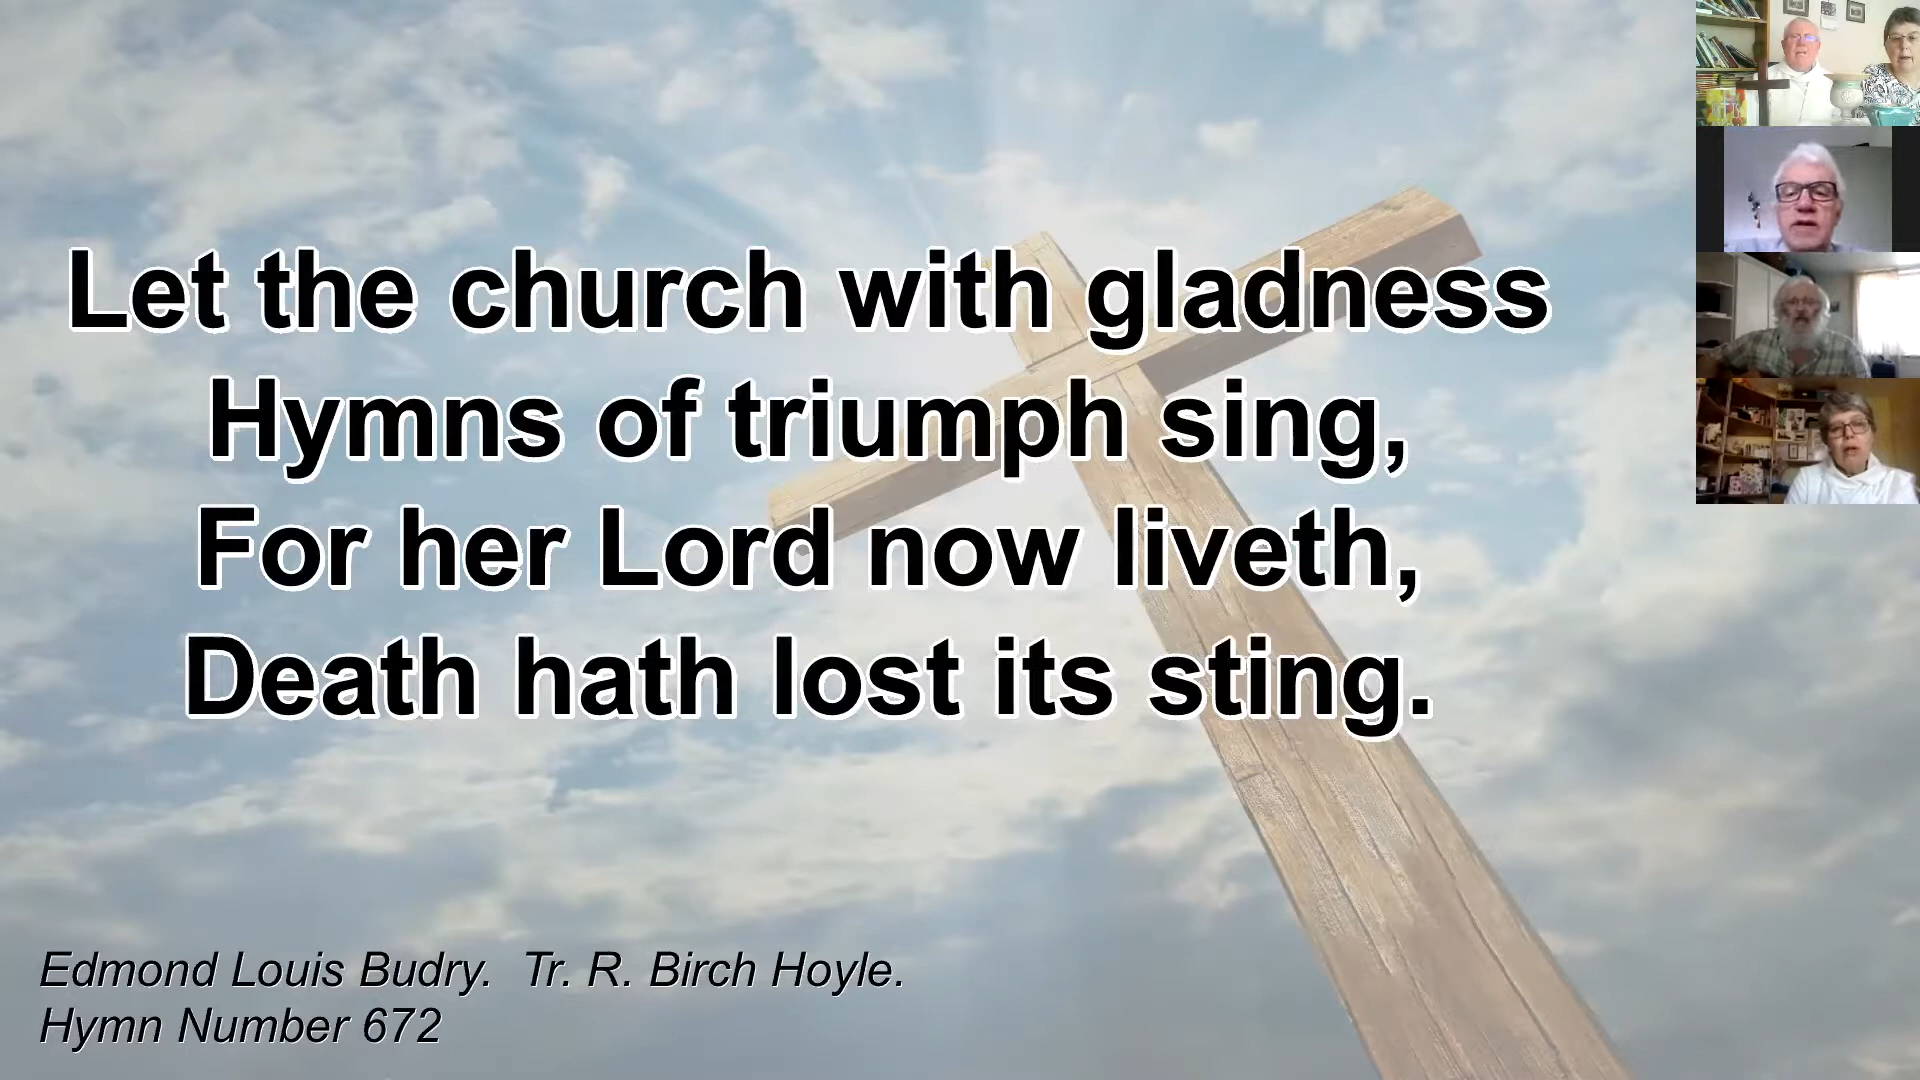 Let the church with gladness
Hymns of triumph sing,
For her Lord now liveth,
Death hath lost its sting.
Edmond Louis Budry.  Tr. R. Birch Hoyle.
Hymn Number 672